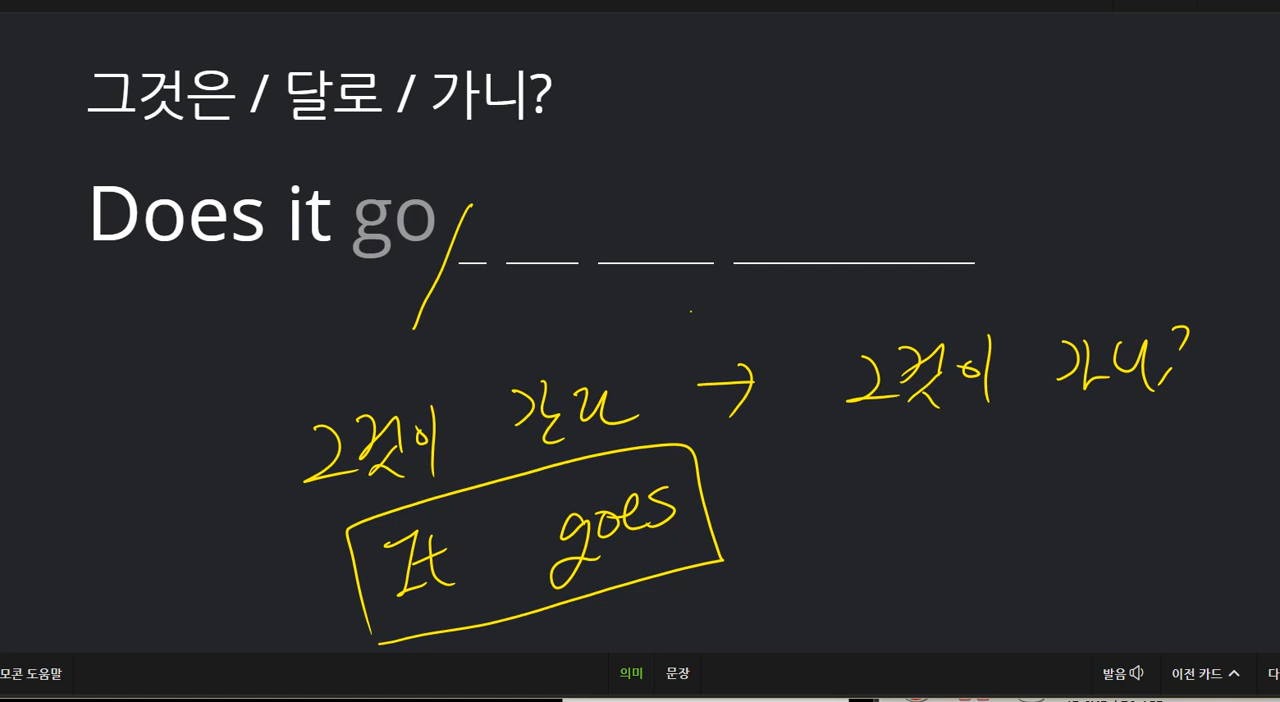 그것은 / 달로 / 가니?
Does it go
그것이 간다 → 그것이 가니?
It goes
모콘 도움말
의미 문장 발음 이전 카드 다